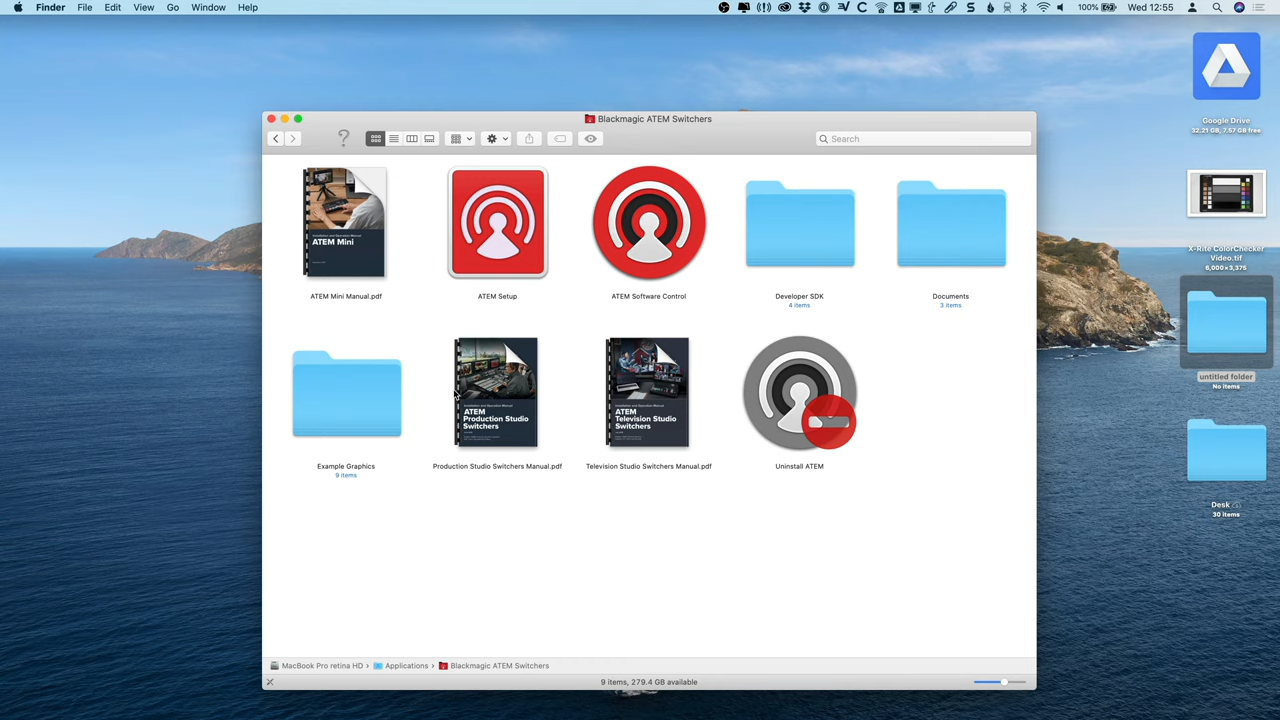 Finder File Edit View Go Window Help
100% Wed 12:55
Blackmagic ATEM Switchers
Search
ATEM Mini
ATEM Mini Manual.pdf
ATEM Setup
ATEM Software Control
Developer SDK
4 items
Documents
3 items
Example Graphics
9 items
ATEM
Production Studio
Switchers
Production Studio Switchers Manual.pdf
ATEM
Television Studio
Switchers
Television Studio Switchers Manual.pdf
Uninstall ATEM
MacBook Pro retina HD › Applications › Blackmagic ATEM Switchers
9 items, 279.4 GB available
Google Drive
32.21 GB, 7.57 GB free
X-Rite ColorChecker
Video.tif
6,000×3,375
untitled folder
No items
Desk
30 items